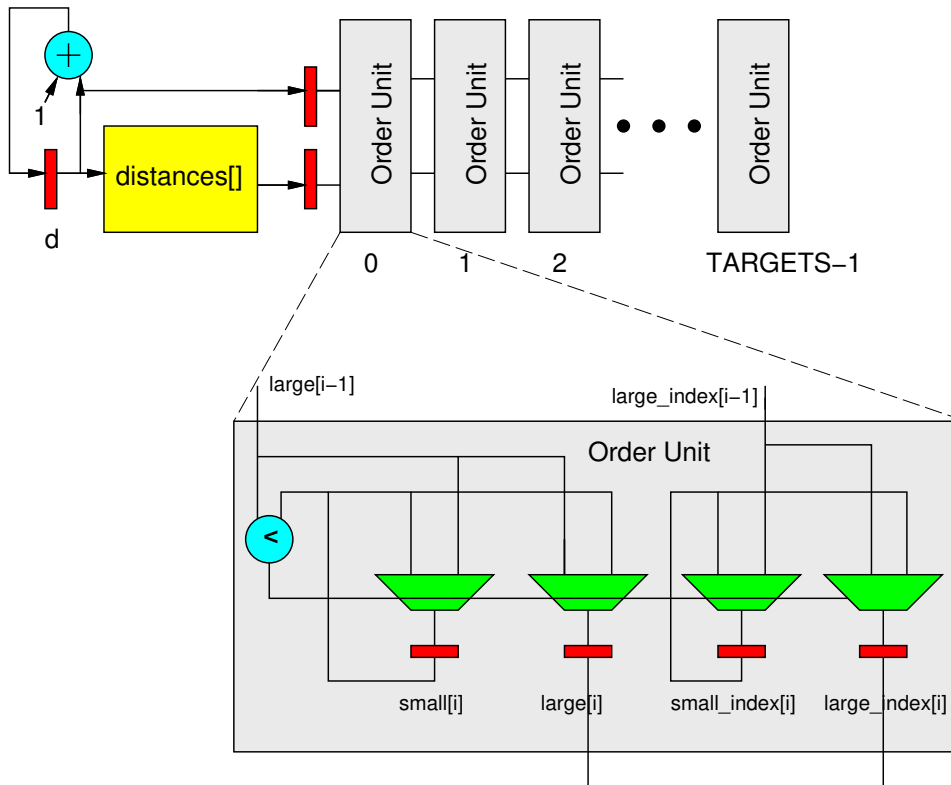 1
d
distances[]
Order Unit
Order Unit
Order Unit
Order Unit
0
1
2
TARGETS−1
large[i−1]
large_index[i−1]
Order Unit
<
small[i]
large[i]
small_index[i]
large_index[i]